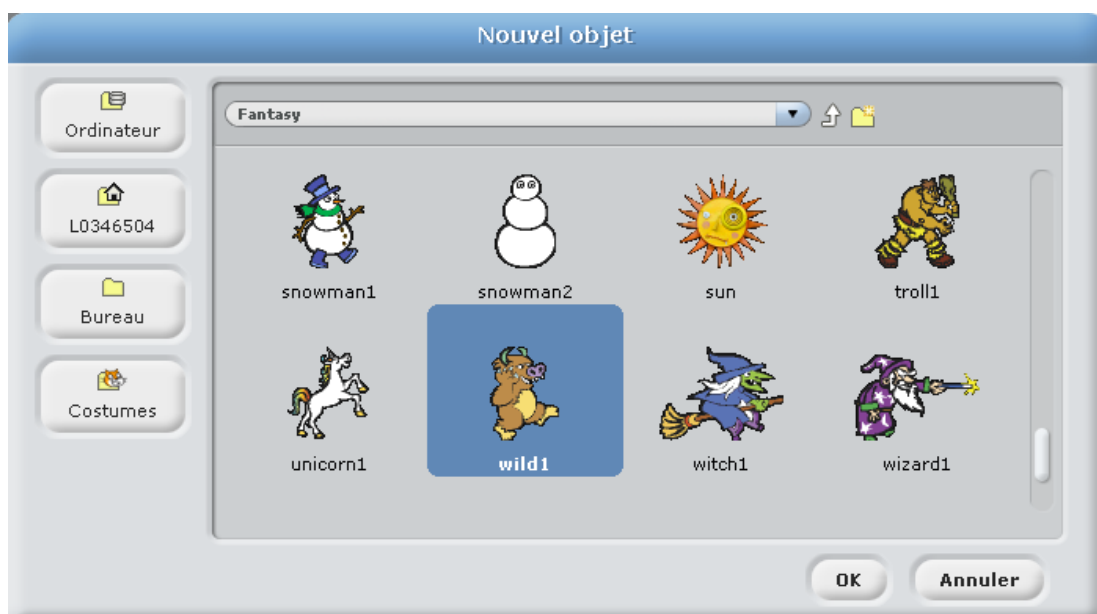 Nouvel objet
Ordinateur
L0346504
Bureau
Costumes
Fantasy
snowman1 snowman2 sun troll1
unicorn1 wild1 witch1 wizard1
OK Annuler